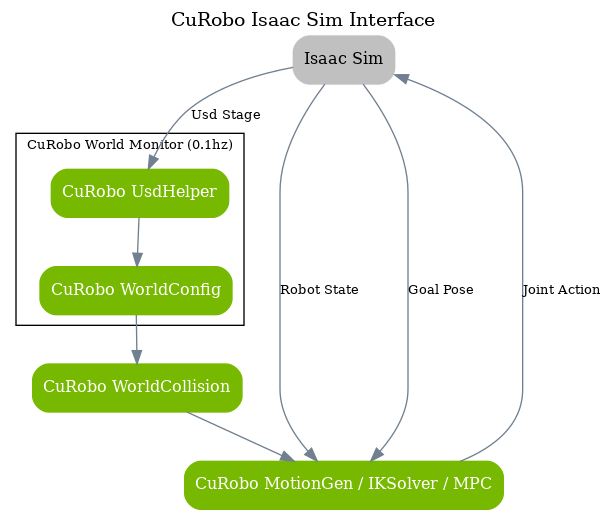 CuRobo Isaac Sim Interface
Isaac Sim
Usd Stage
CuRobo World Monitor (0.1hz)
CuRobo UsdHelper
CuRobo WorldConfig
Robot State
Goal Pose
Joint Action
CuRobo WorldCollision
CuRobo MotionGen / IKSolver / MPC